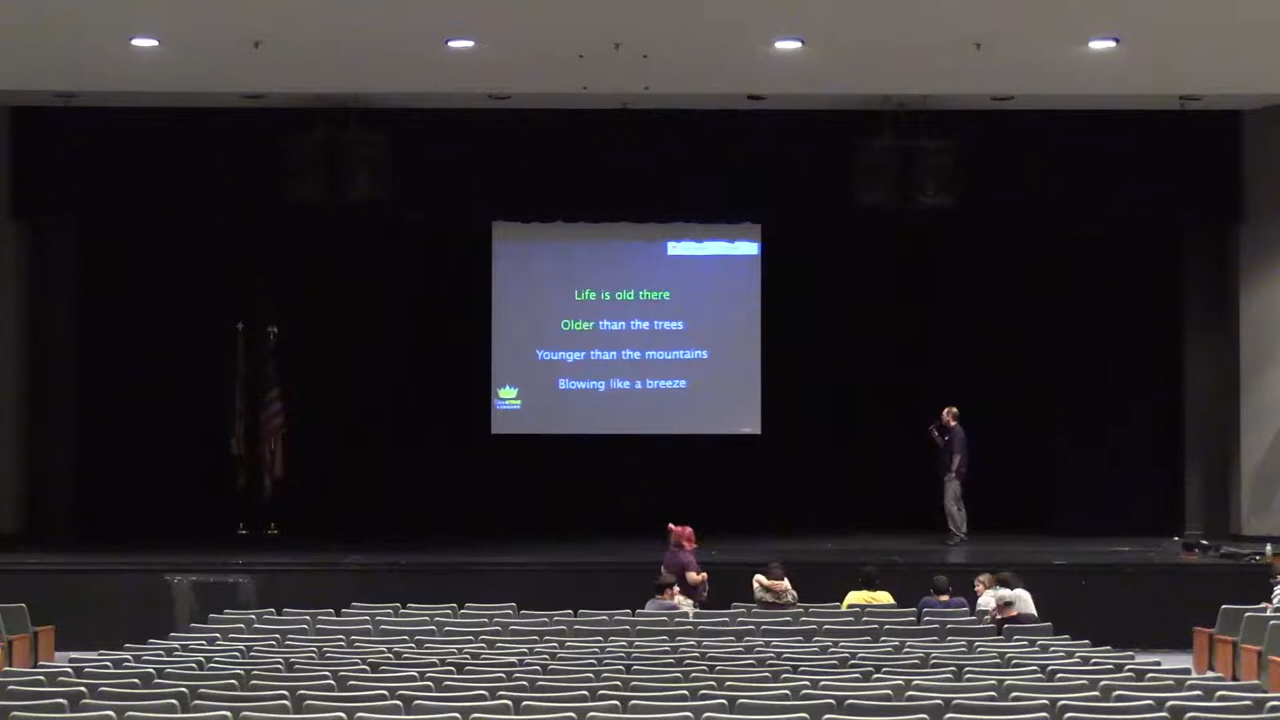 Life is old there
Older than the trees
Younger than the mountains
Blowing like a breeze